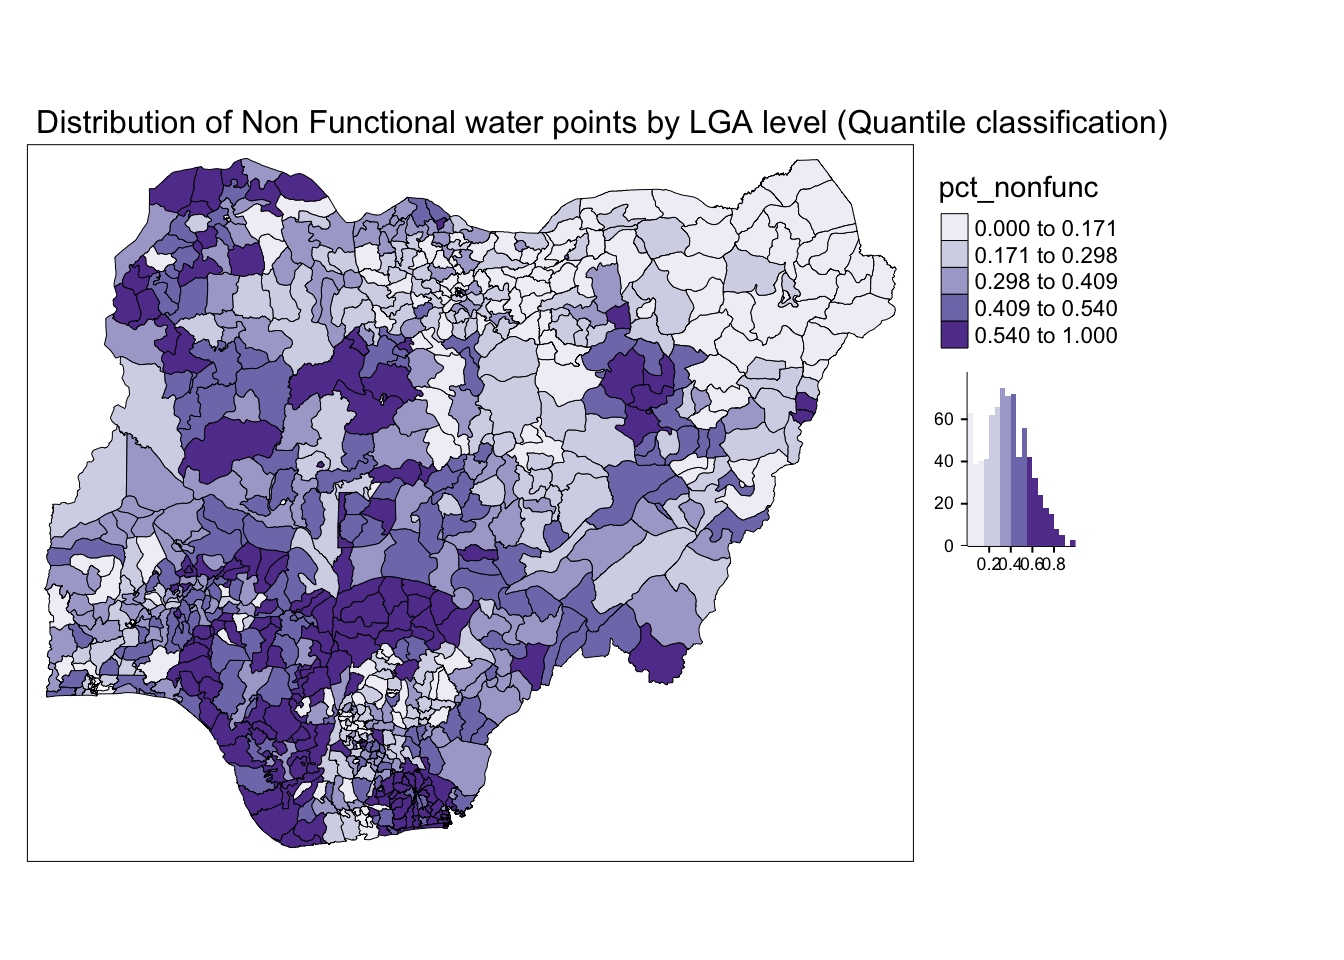 Distribution of Non Functional water points by LGA level (Quantile classification)
pct_nonfunc
0.000 to 0.171
0.171 to 0.298
0.298 to 0.409
0.409 to 0.540
0.540 to 1.000
60
40
20
0
0.2 0.4 0.6 0.8